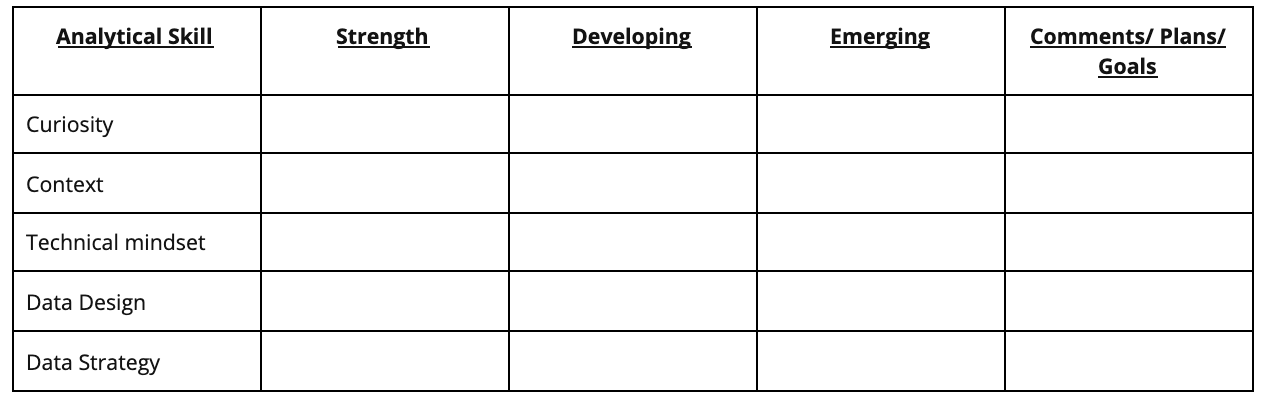 Analytical Skill Strength Developing Emerging Comments/ Plans/
Goals
Curiosity
Context
Technical mindset
Data Design
Data Strategy